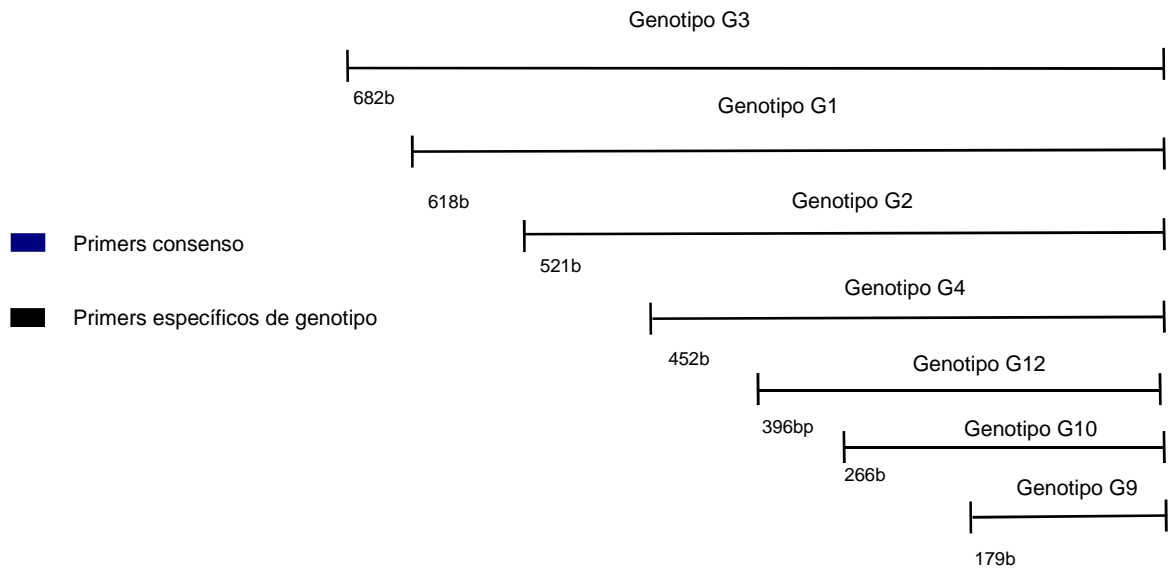 Genotipo G3
682b
Genotipo G1
618b
Genotipo G2
Primers consenso
521b
Genotipo G4
Primers específicos de genotipo
452b
Genotipo G12
396bp
Genotipo G10
266b
Genotipo G9
179b